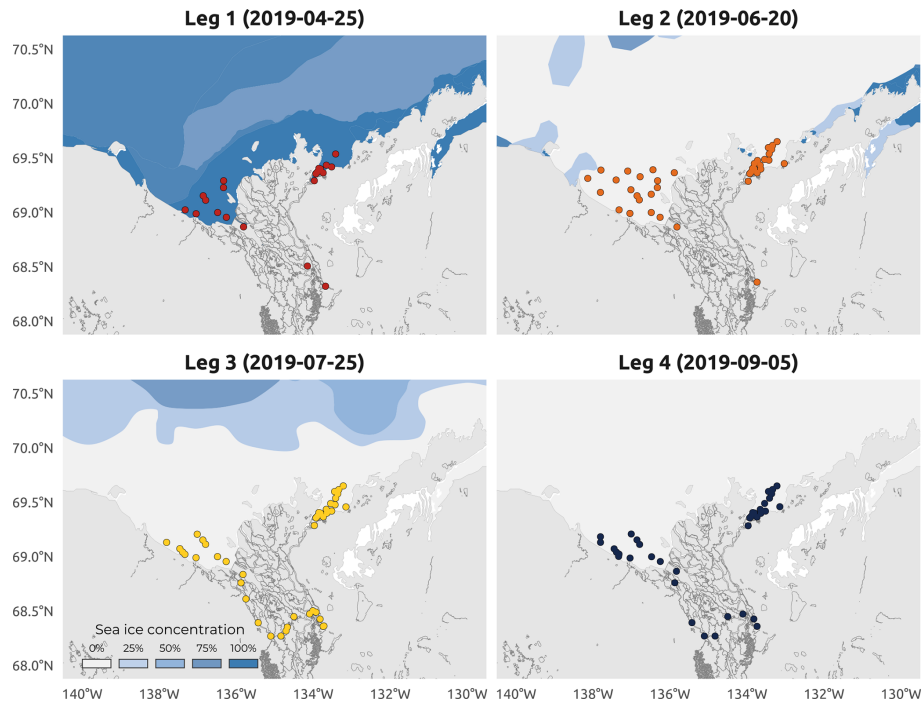 Leg 1 (2019-04-25)
Leg 2 (2019-06-20)
70.5°N
70.0°N
69.5°N
69.0°N
68.5°N
68.0°N
Leg 3 (2019-07-25)
Leg 4 (2019-09-05)
70.5°N
70.0°N
69.5°N
69.0°N
68.5°N
68.0°N
Sea ice concentration
0% 25% 50% 75% 100%
140°W 138°W 136°W 134°W 132°W 130°W 140°W 138°W 136°W 134°W 132°W 130°W